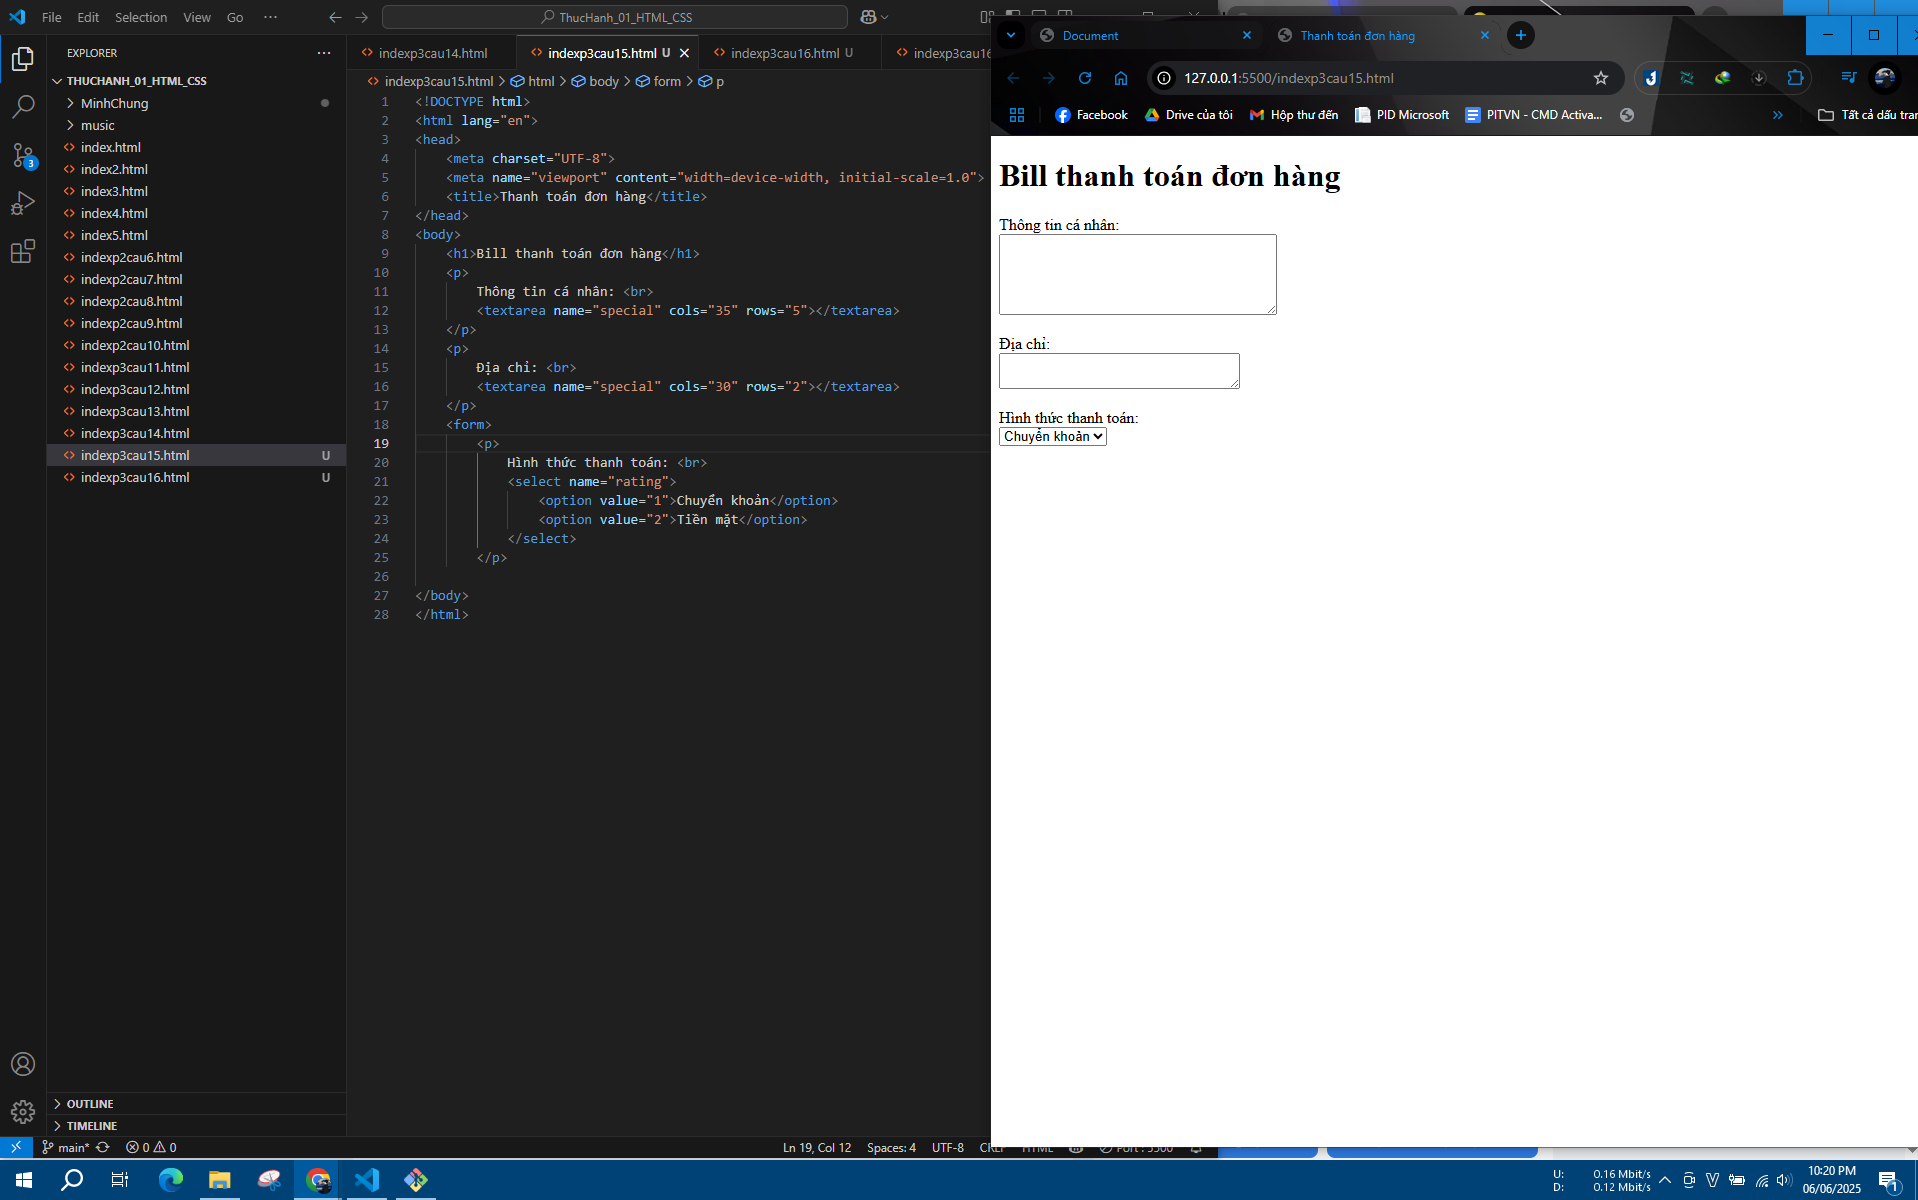 File Edit Selection View Go ···
ThucHanh_01_HTML_CSS
EXPLORER
THUCHANH_01_HTML_CSS
MinhChung
music
index.html
index2.html
index3.html
index4.html
index5.html
indexp2cau6.html
indexp2cau7.html
indexp2cau8.html
indexp2cau9.html
indexp2cau10.html
indexp3cau11.html
indexp3cau12.html
indexp3cau13.html
indexp3cau14.html
indexp3cau15.html U
indexp3cau16.html U
3
OUTLINE
TIMELINE
indexp3cau14.html indexp3cau15.html U indexp3cau16.html U indexp3cau16
indexp3cau15.html > html > body > form > p
1 <!DOCTYPE html>
2 <html lang="en">
3 <head>
4 <meta charset="UTF-8">
5 <meta name="viewport" content="width=device-width, initial-scale=1.0">
6 <title>Thanh toán đơn hàng</title>
7 </head>
8 <body>
9 <h1>Bill thanh toán đơn hàng</h1>
10 <p>
11 Thông tin cá nhân: <br>
12 <textarea name="special" cols="35" rows="5"></textarea>
13 </p>
14 <p>
15 Địa chỉ: <br>
16 <textarea name="special" cols="30" rows="2"></textarea>
17 </p>
18 <form>
19 <p>
20 Hình thức thanh toán: <br>
21 <select name="rating">
22 <option value="1">Chuyển khoản</option>
23 <option value="2">Tiền mặt</option>
24 </select>
25 </p>
26
27 </body>
28 </html>
main* 0 0
Ln 19, Col 12 Spaces: 4 UTF-8 CRLF HTML Port : 5500
Document Thanh toán đơn hàng
127.0.0.1:5500/indexp3cau15.html
Facebook Drive của tôi Hộp thư đến PID Microsoft PITVN - CMD Activa... Tất cả dấu tran
Bill thanh toán đơn hàng
Thông tin cá nhân:
Địa chỉ:
Hình thức thanh toán:
Chuyển khoản
U: 0.16 Mbit/s
D: 0.12 Mbit/s
10:20 PM
06/06/2025
1